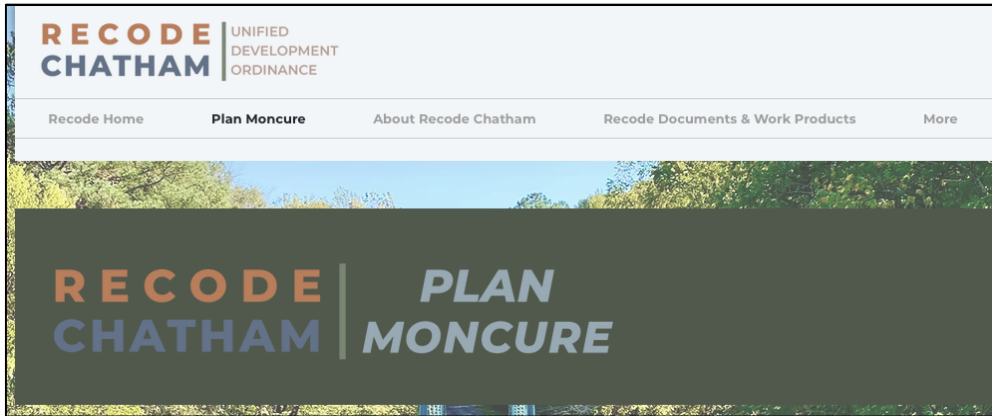 RECODE
CHATHAM
UNIFIED
DEVELOPMENT
ORDINANCE
Recode Home Plan Moncure About Recode Chatham Recode Documents & Work Products More
RECODE
CHATHAM
PLAN
MONCURE